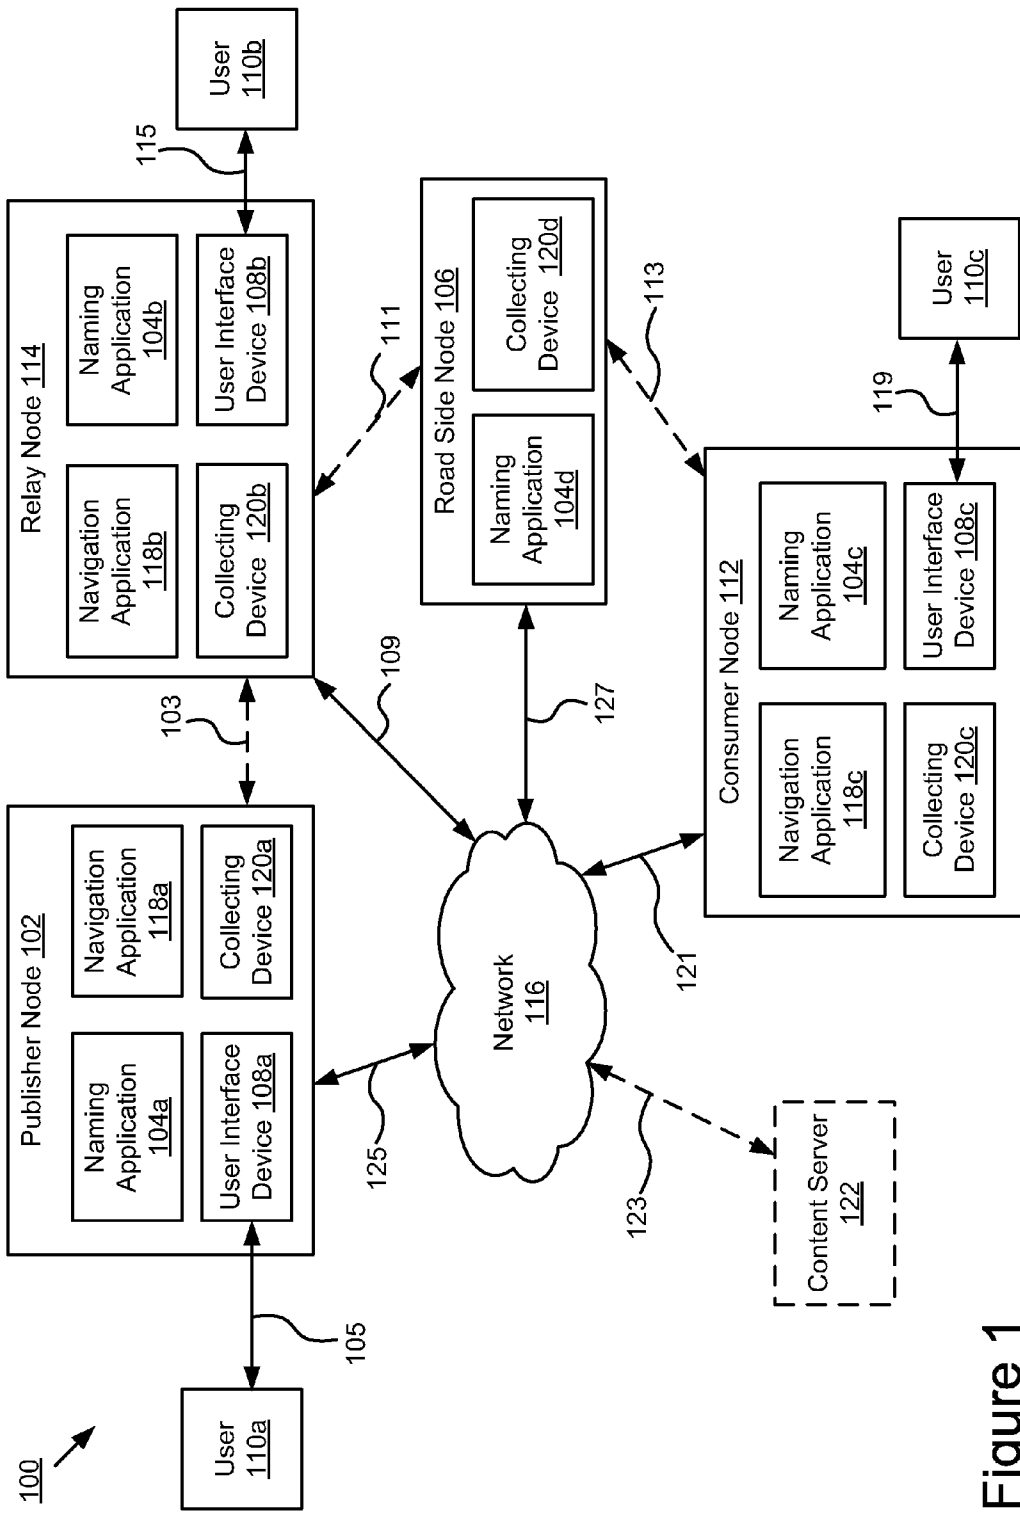 100
User
110a
105
Publisher Node 102
Naming
Application
104a
Navigation
Application
118a
User Interface
Device 108a
Collecting
Device 120a
103
Relay Node 114
Navigation
Application
118b
Naming
Application
104b
Collecting
Device 120b
User Interface
Device 108b
115
User
110b
125
109
111
Network
116
127
Road Side Node 106
Naming
Application
104d
Collecting
Device 120d
123
121
113
Content Server
122
Consumer Node 112
Navigation
Application
118c
Naming
Application
104c
Collecting
Device 120c
User Interface
Device 108c
119
User
110c
Figure 1